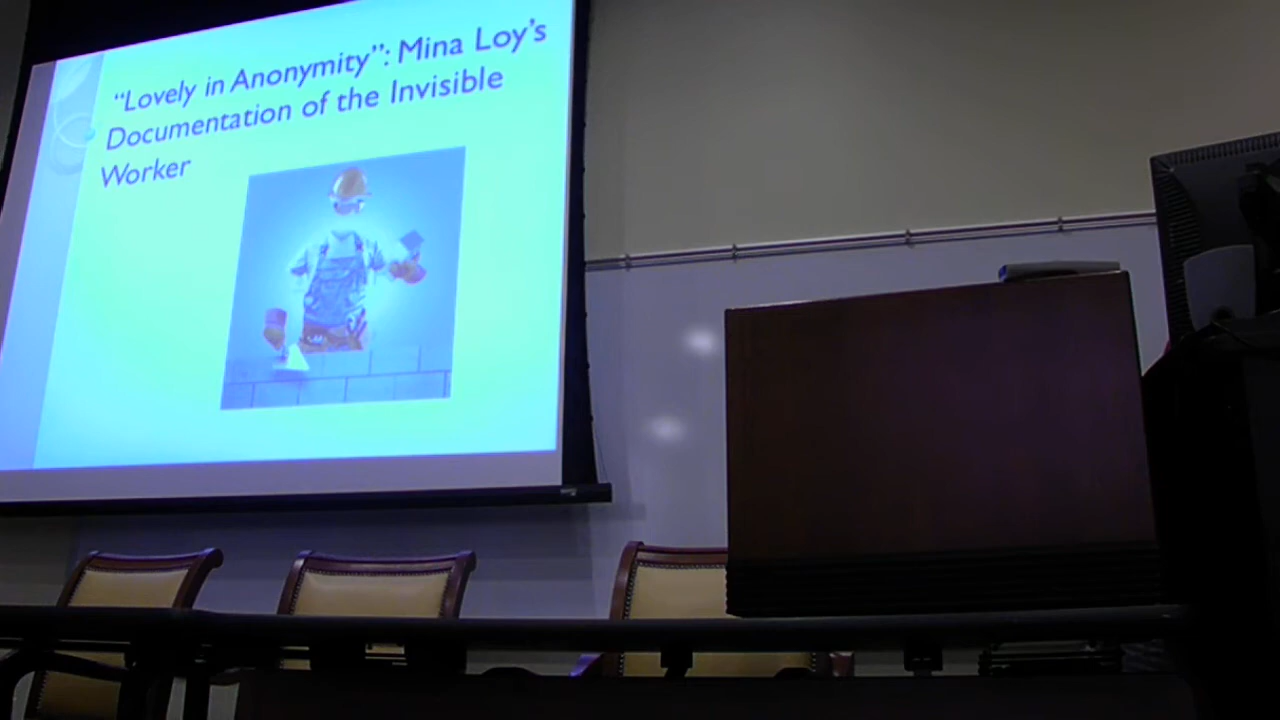 “Lovely in Anonymity”: Mina Loy’s
Documentation of the Invisible
Worker